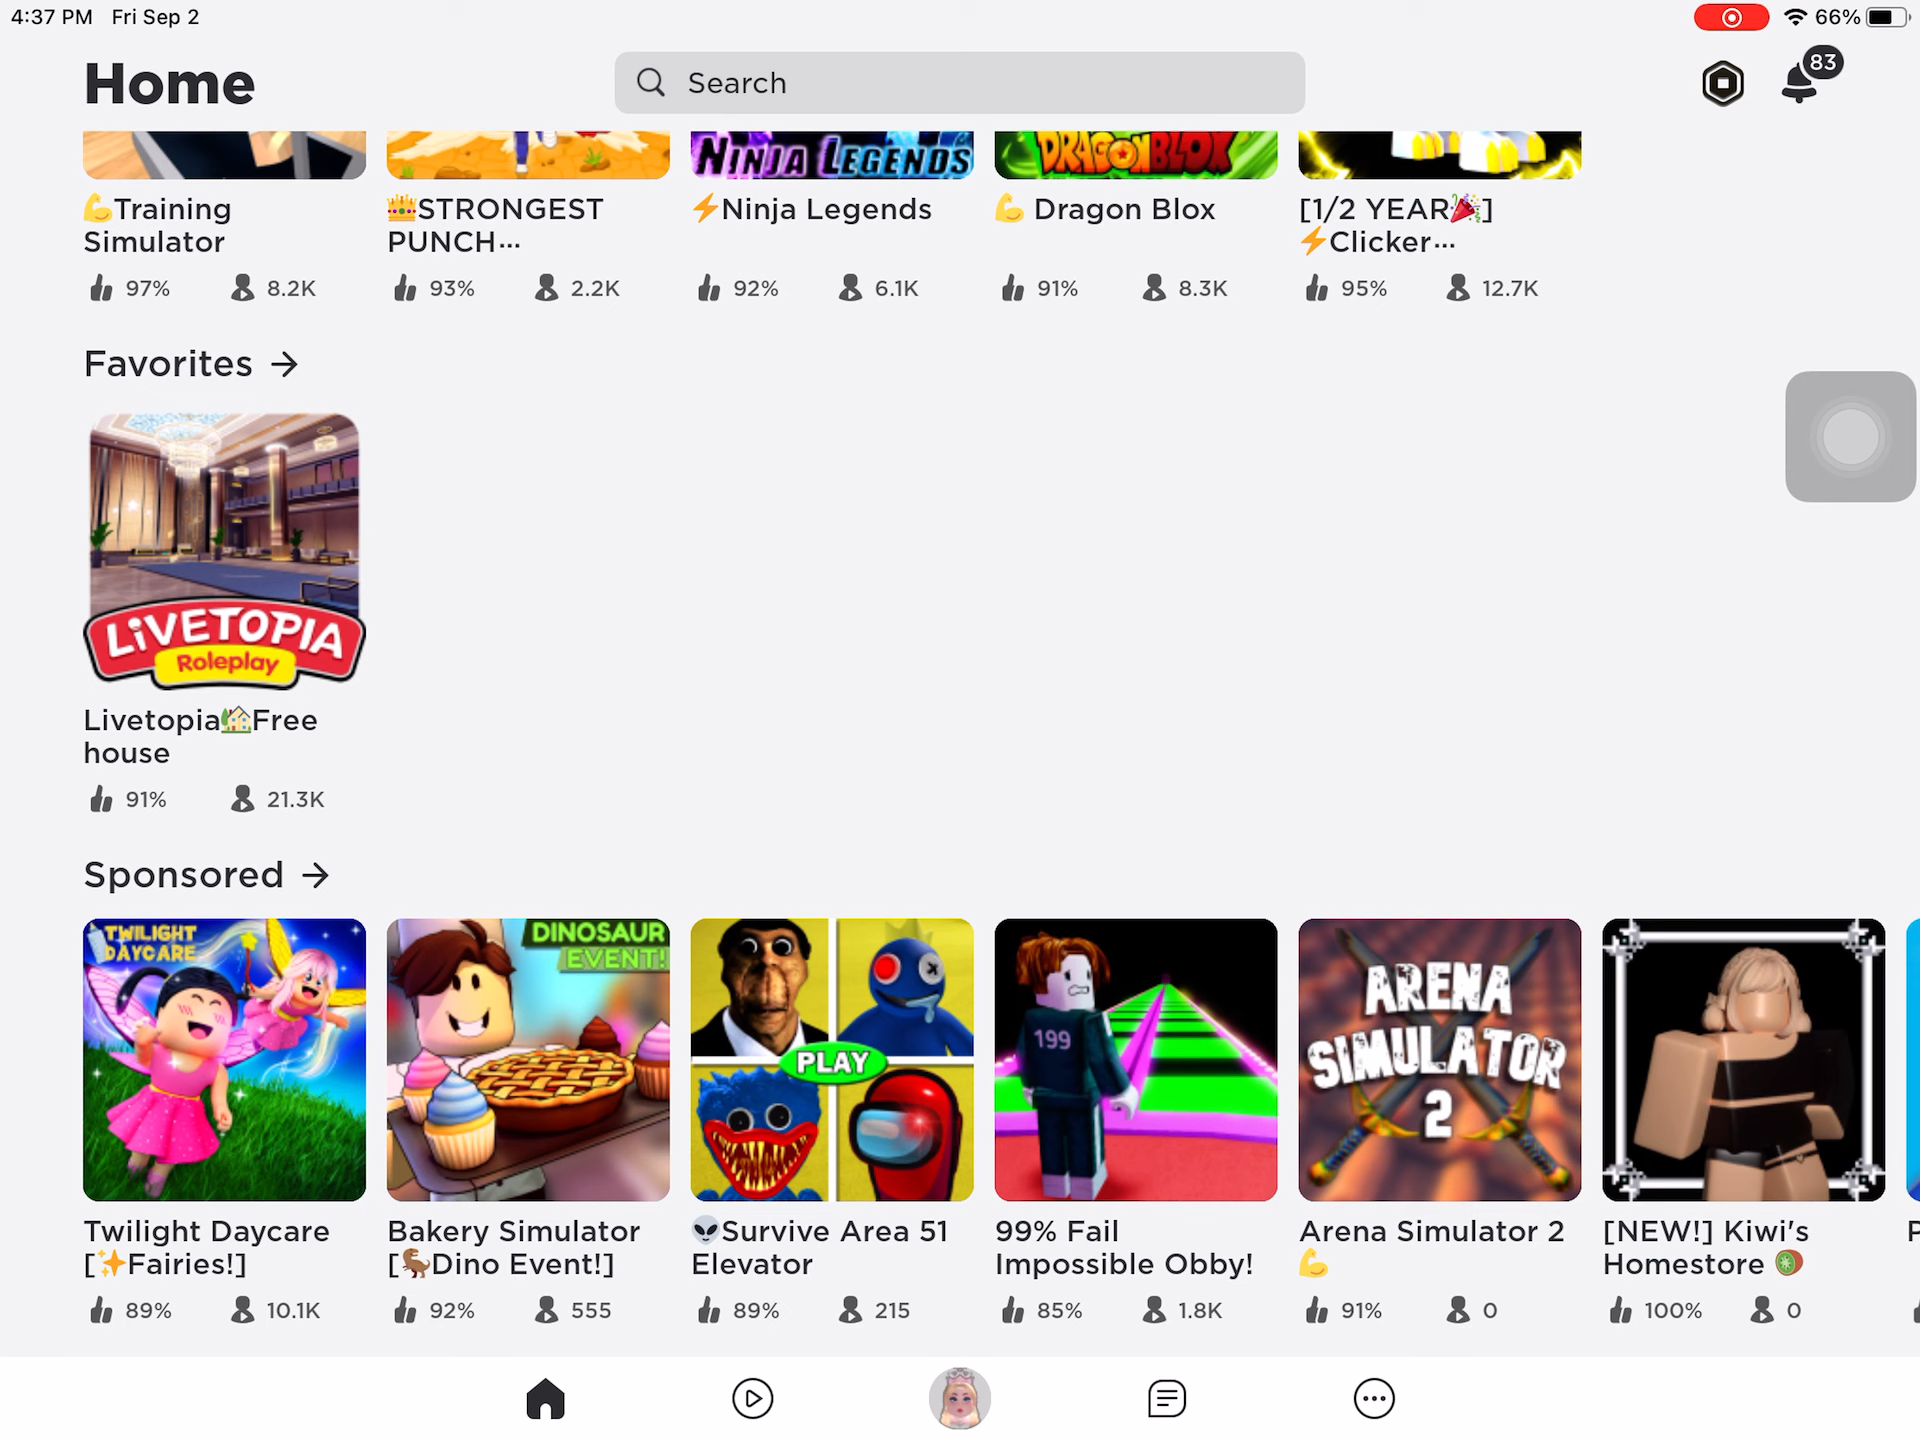 4:37 PM Fri Sep 2
66%
Home
Search
83
NINJA LEGENDS
DRAGON BLOX
💪Training
Simulator
97% 8.2K
👑STRONGEST
PUNCH...
93% 2.2K
⚡Ninja Legends
92% 6.1K
💪 Dragon Blox
91% 8.3K
[1/2 YEAR🎉]
⚡Clicker...
95% 12.7K
Favorites →
LIVETOPIA
Roleplay
Livetopia🏡Free
house
91% 21.3K
Sponsored →
TWILIGHT
DAYCARE
Twilight Daycare
[✨Fairies!]
89% 10.1K
DINOSAUR
EVENT!
Bakery Simulator
[🦖Dino Event!]
92% 555
PLAY
👽Survive Area 51
Elevator
89% 215
199
99% Fail
Impossible Obby!
85% 1.8K
ARENA
SIMULATOR
2
Arena Simulator 2
💪
91% 0
[NEW!] Kiwi's
Homestore 🥝
100% 0